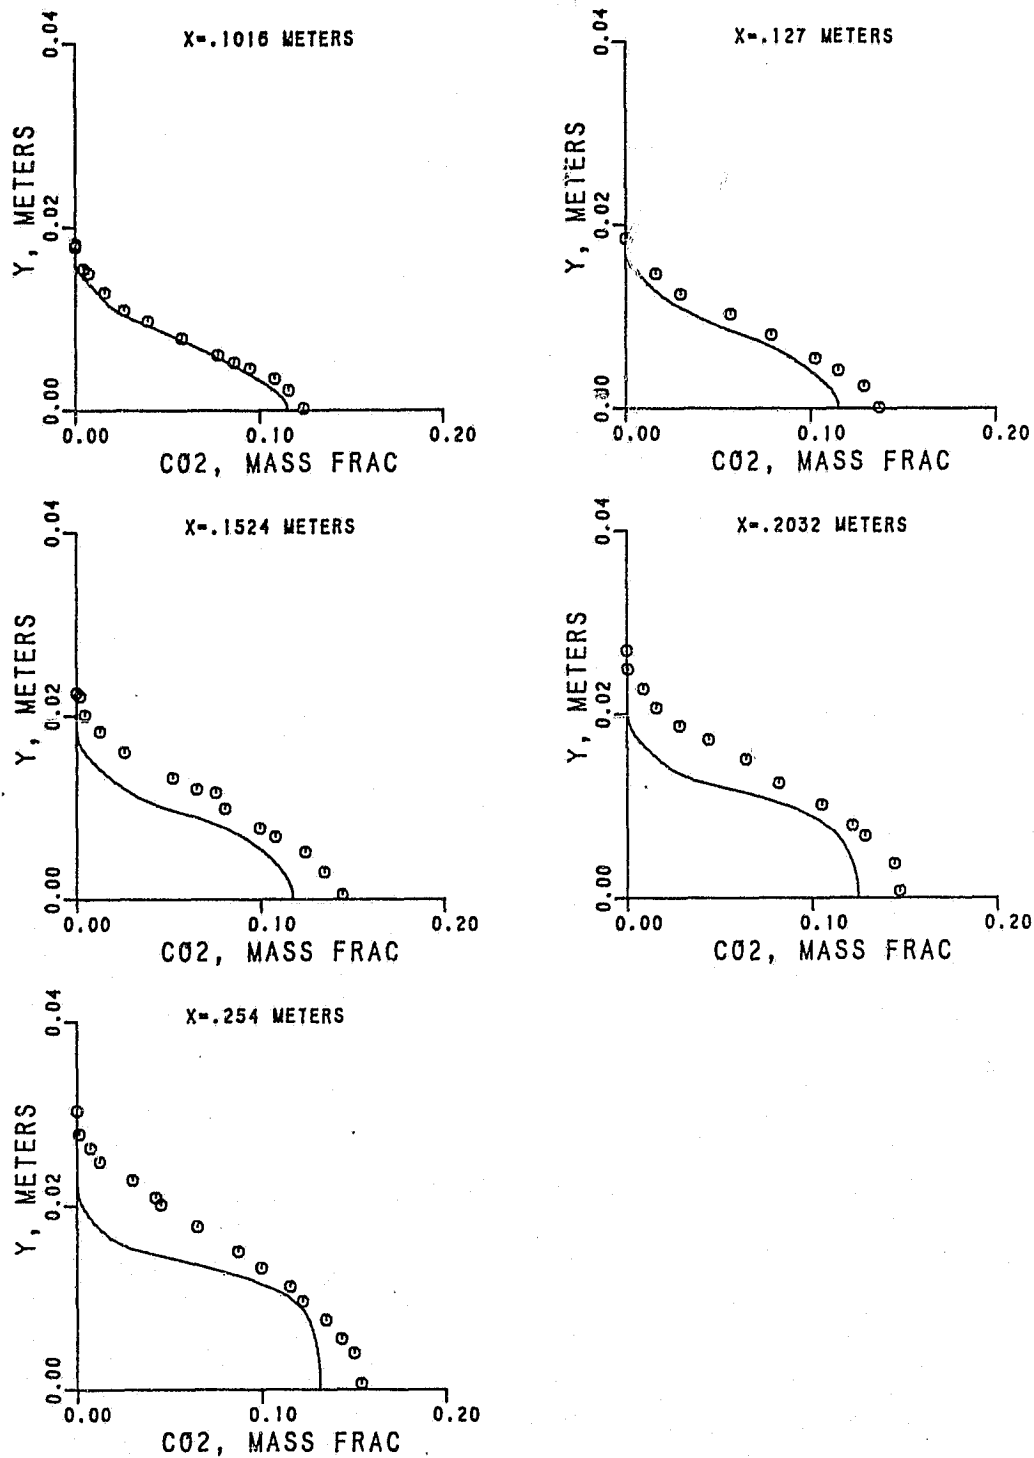 X=.1016 METERS
0.04
0.02
0.00
Y, METERS
0.00 0.10 0.20
CO2, MASS FRAC
X=.127 METERS
0.04
0.02
0.00
Y, METERS
0.00 0.10 0.20
CO2, MASS FRAC
X=.1524 METERS
0.04
0.02
0.00
Y, METERS
0.00 0.10 0.20
CO2, MASS FRAC
X=.2032 METERS
0.04
0.02
0.00
Y, METERS
0.00 0.10 0.20
CO2, MASS FRAC
X=.254 METERS
0.04
0.02
0.00
Y, METERS
0.00 0.10 0.20
CO2, MASS FRAC